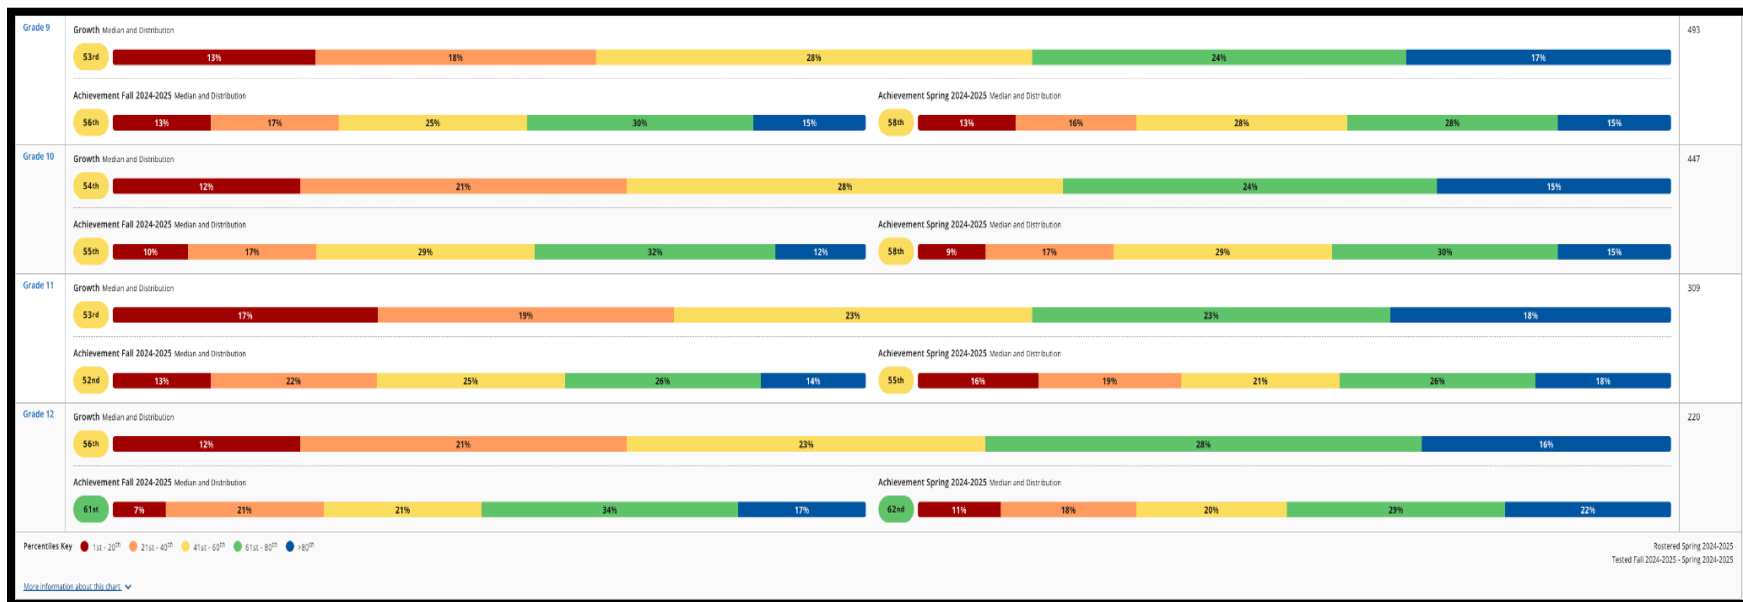 Grade 9
Growth Median and Distribution
493
53rd 13% 18% 28% 24% 17%
Achievement Fall 2024-2025 Median and Distribution
Achievement Spring 2024-2025 Median and Distribution
56th 13% 17% 25% 30% 15%
58th 13% 16% 28% 28% 15%
Grade 10
Growth Median and Distribution
447
54th 12% 21% 28% 24% 15%
Achievement Fall 2024-2025 Median and Distribution
Achievement Spring 2024-2025 Median and Distribution
55th 10% 17% 29% 32% 12%
58th 9% 17% 29% 30% 15%
Grade 11
Growth Median and Distribution
309
53rd 17% 19% 23% 23% 18%
Achievement Fall 2024-2025 Median and Distribution
Achievement Spring 2024-2025 Median and Distribution
52nd 13% 22% 25% 26% 14%
55th 16% 19% 21% 26% 18%
Grade 12
Growth Median and Distribution
220
56th 12% 21% 23% 28% 16%
Achievement Fall 2024-2025 Median and Distribution
Achievement Spring 2024-2025 Median and Distribution
61st 7% 21% 21% 34% 17%
62nd 11% 18% 20% 29% 22%
Percentiles Key 1st - 20th 21st - 40th 41st - 60th 61st - 80th >80th
Rostered Spring 2024-2025
Tested Fall 2024-2025 - Spring 2024-2025
More information about this chart